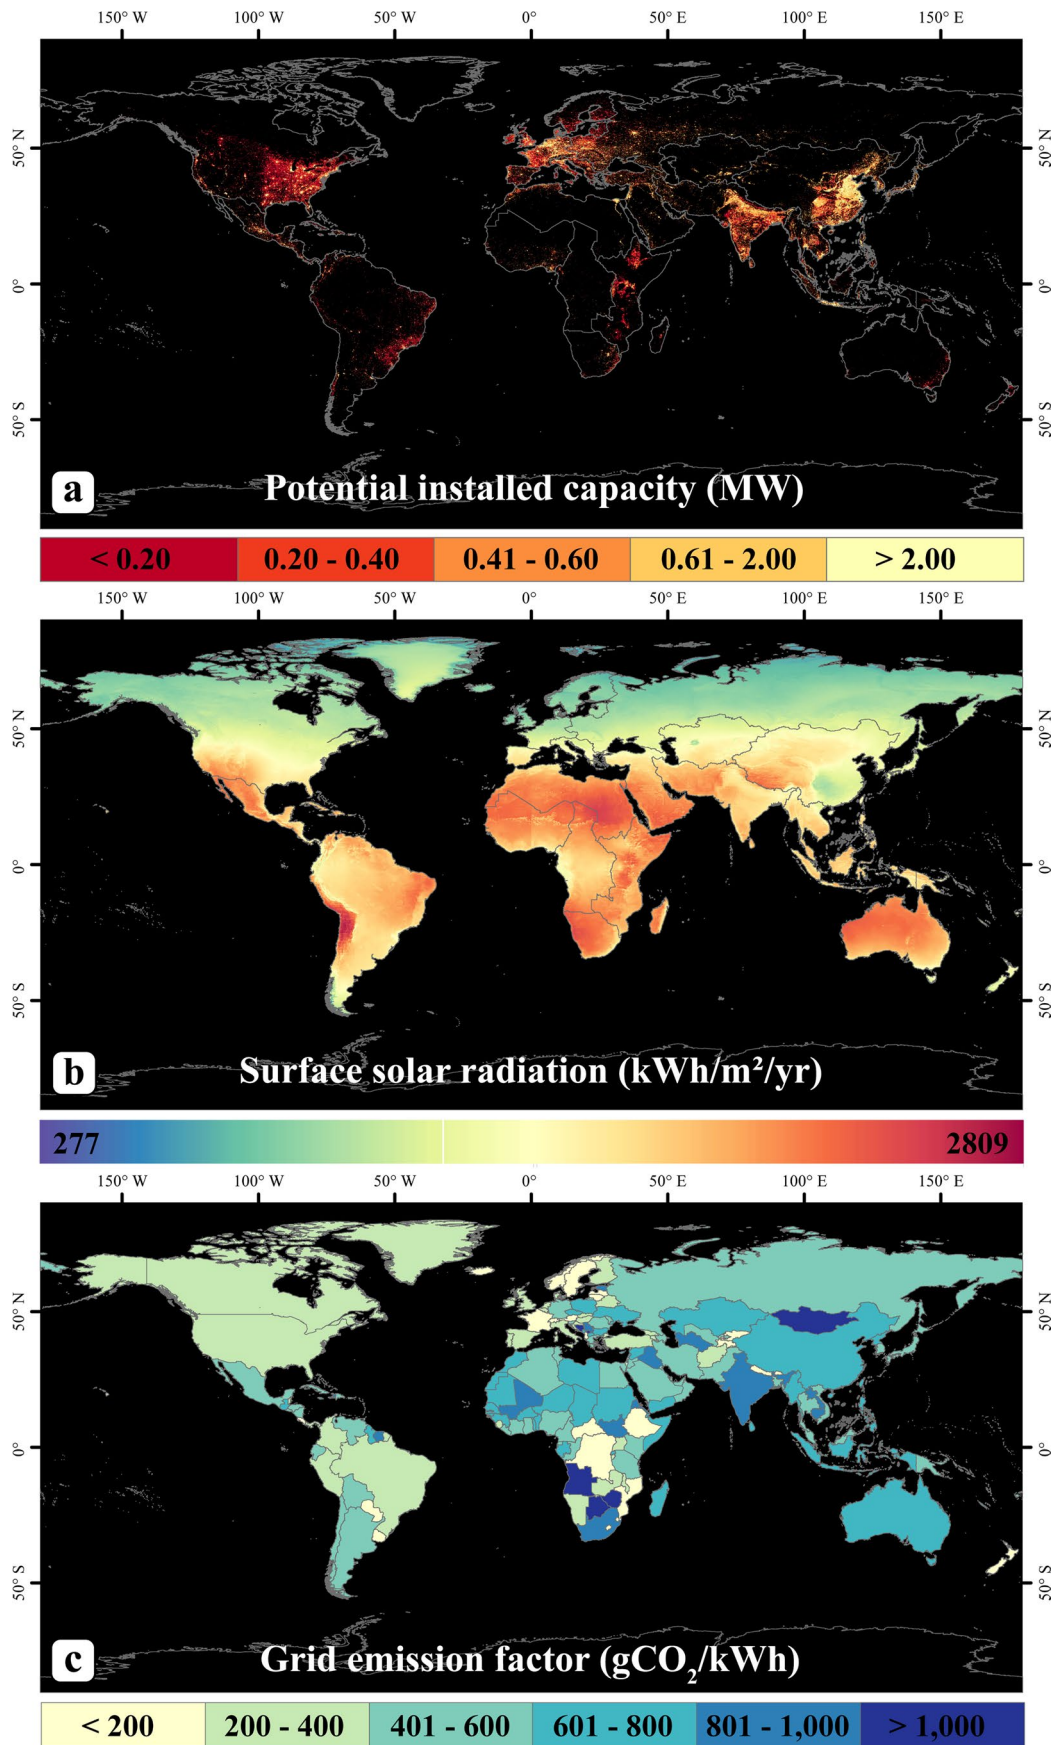 150° W 100° W 50° W 0° 50° E 100° E 150° E
50° N 50° N
0° 0°
50° S 50° S
a Potential installed capacity (MW)
< 0.20 0.20 - 0.40 0.41 - 0.60 0.61 - 2.00 > 2.00
150° W 100° W 50° W 0° 50° E 100° E 150° E
50° N 50° N
0° 0°
50° S 50° S
b Surface solar radiation (kWh/m²/yr)
277 2809
150° W 100° W 50° W 0° 50° E 100° E 150° E
50° N 50° N
0° 0°
50° S 50° S
c Grid emission factor (gCO₂/kWh)
< 200 200 - 400 401 - 600 601 - 800 801 - 1,000 > 1,000